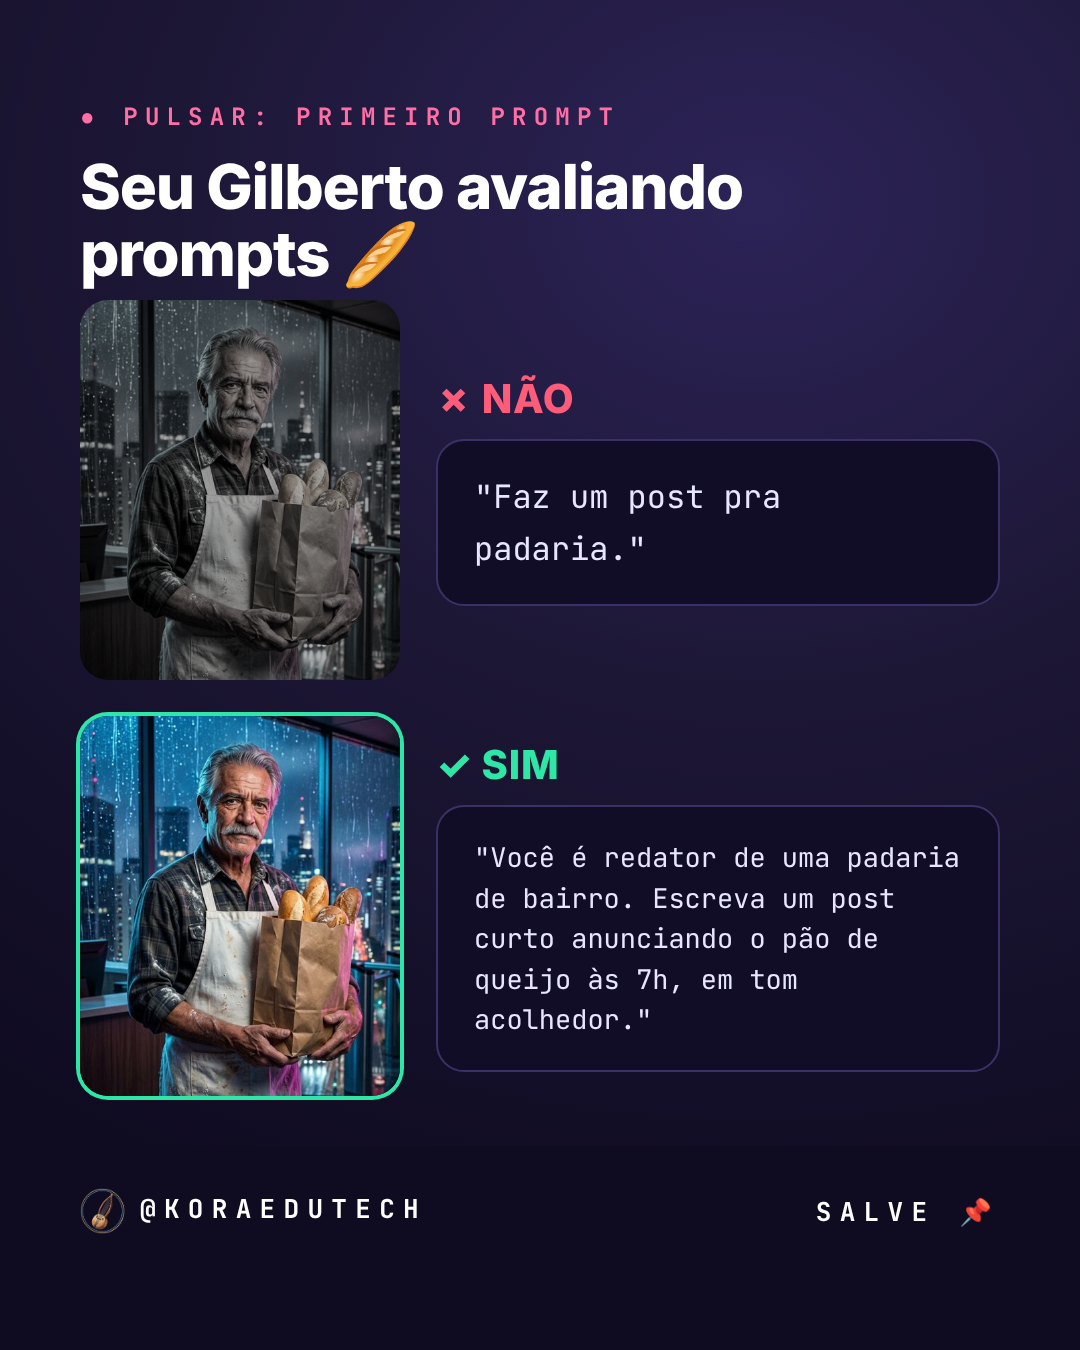 • PULSAR: PRIMEIRO PROMPT
Seu Gilberto avaliando
prompts 🥖
× NÃO
"Faz um post pra
padaria."
✓ SIM
"Você é redator de uma padaria
de bairro. Escreva um post
curto anunciando o pão de
queijo às 7h, em tom
acolhedor."
@KORAEDUTECH
SALVE 📌